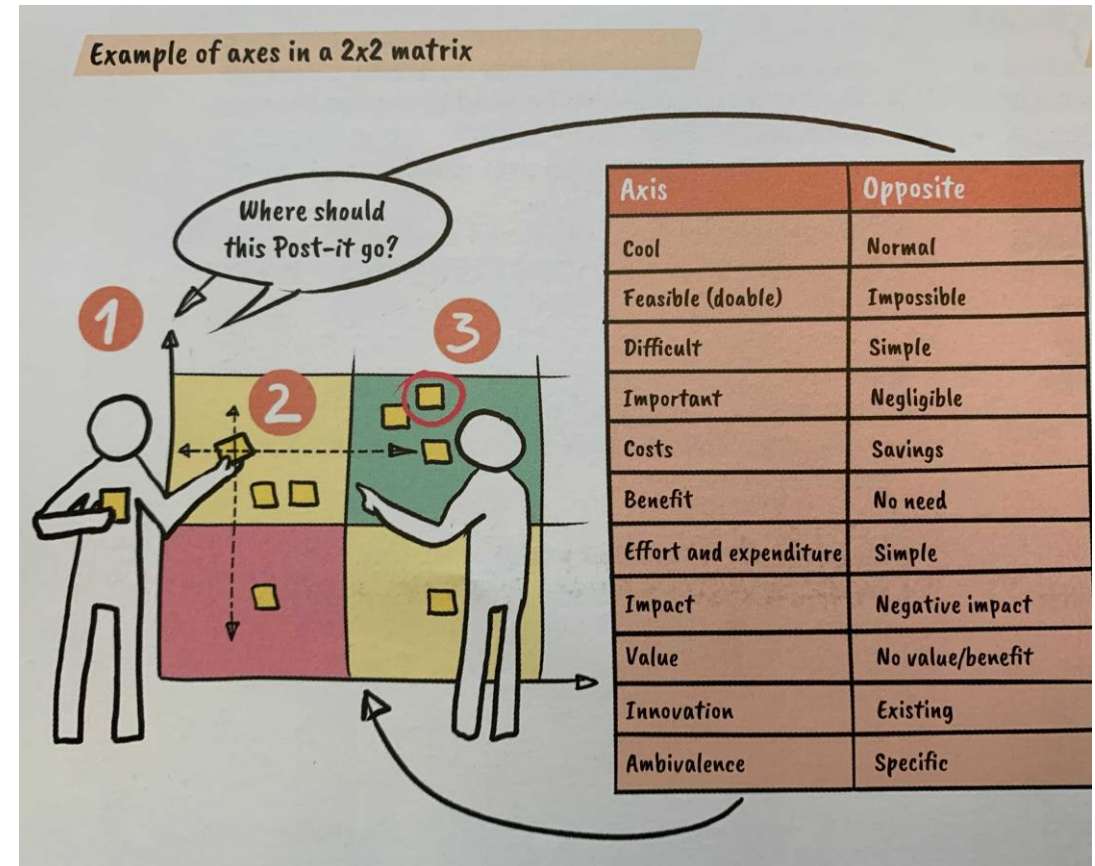 Example of axes in a 2x2 matrix
Where should
this Post-it go?
1
2
3
Axis Opposite
Cool Normal
Feasible (doable) Impossible
Difficult Simple
Important Negligible
Costs Savings
Benefit No need
Effort and expenditure Simple
Impact Negative impact
Value No value/benefit
Innovation Existing
Ambivalence Specific